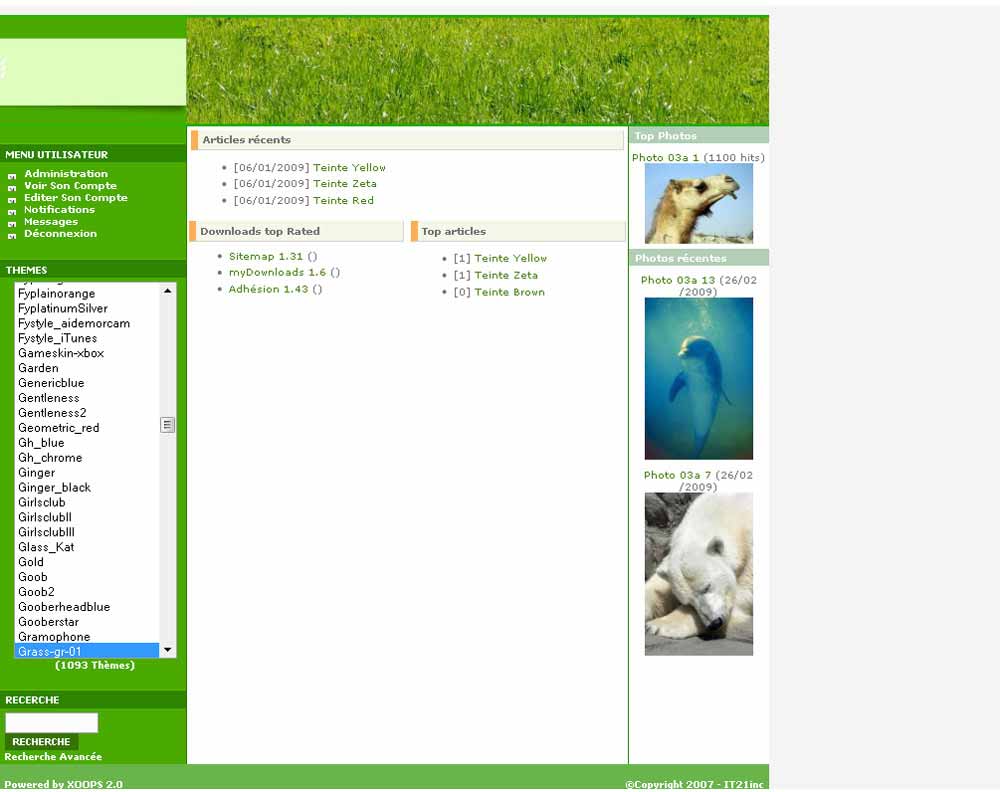 MENU UTILISATEUR
Administration
Voir Son Compte
Editer Son Compte
Notifications
Messages
Déconnexion
THEMES
Fyplainorange
FyplatinumSilver
Fystyle_aidemorcam
Fystyle_iTunes
Gameskin-xbox
Garden
Genericblue
Gentleness
Gentleness2
Geometric_red
Gh_blue
Gh_chrome
Ginger
Ginger_black
Girlsclub
GirlsclubII
GirlsclubIII
Glass_Kat
Gold
Goob
Goob2
Gooberheadblue
Gooberstar
Gramophone
Grass-gr-01
(1093 Thèmes)
RECERCHE
RECHERCHE
Recherche Avancée
Articles récents
[06/01/2009] Teinte Yellow
[06/01/2009] Teinte Zeta
[06/01/2009] Teinte Red
Downloads top Rated
Sitemap 1.31 ()
myDownloads 1.6 ()
Adhésion 1.43 ()
Top articles
[1] Teinte Yellow
[1] Teinte Zeta
[0] Teinte Brown
Top Photos
Photo 03a 1 (1100 hits)
Photos récentes
Photo 03a 13 (26/02
/2009)
Photo 03a 7 (26/02
/2009)
Powered by XOOPS 2.0
©Copyright 2007 - IT21inc